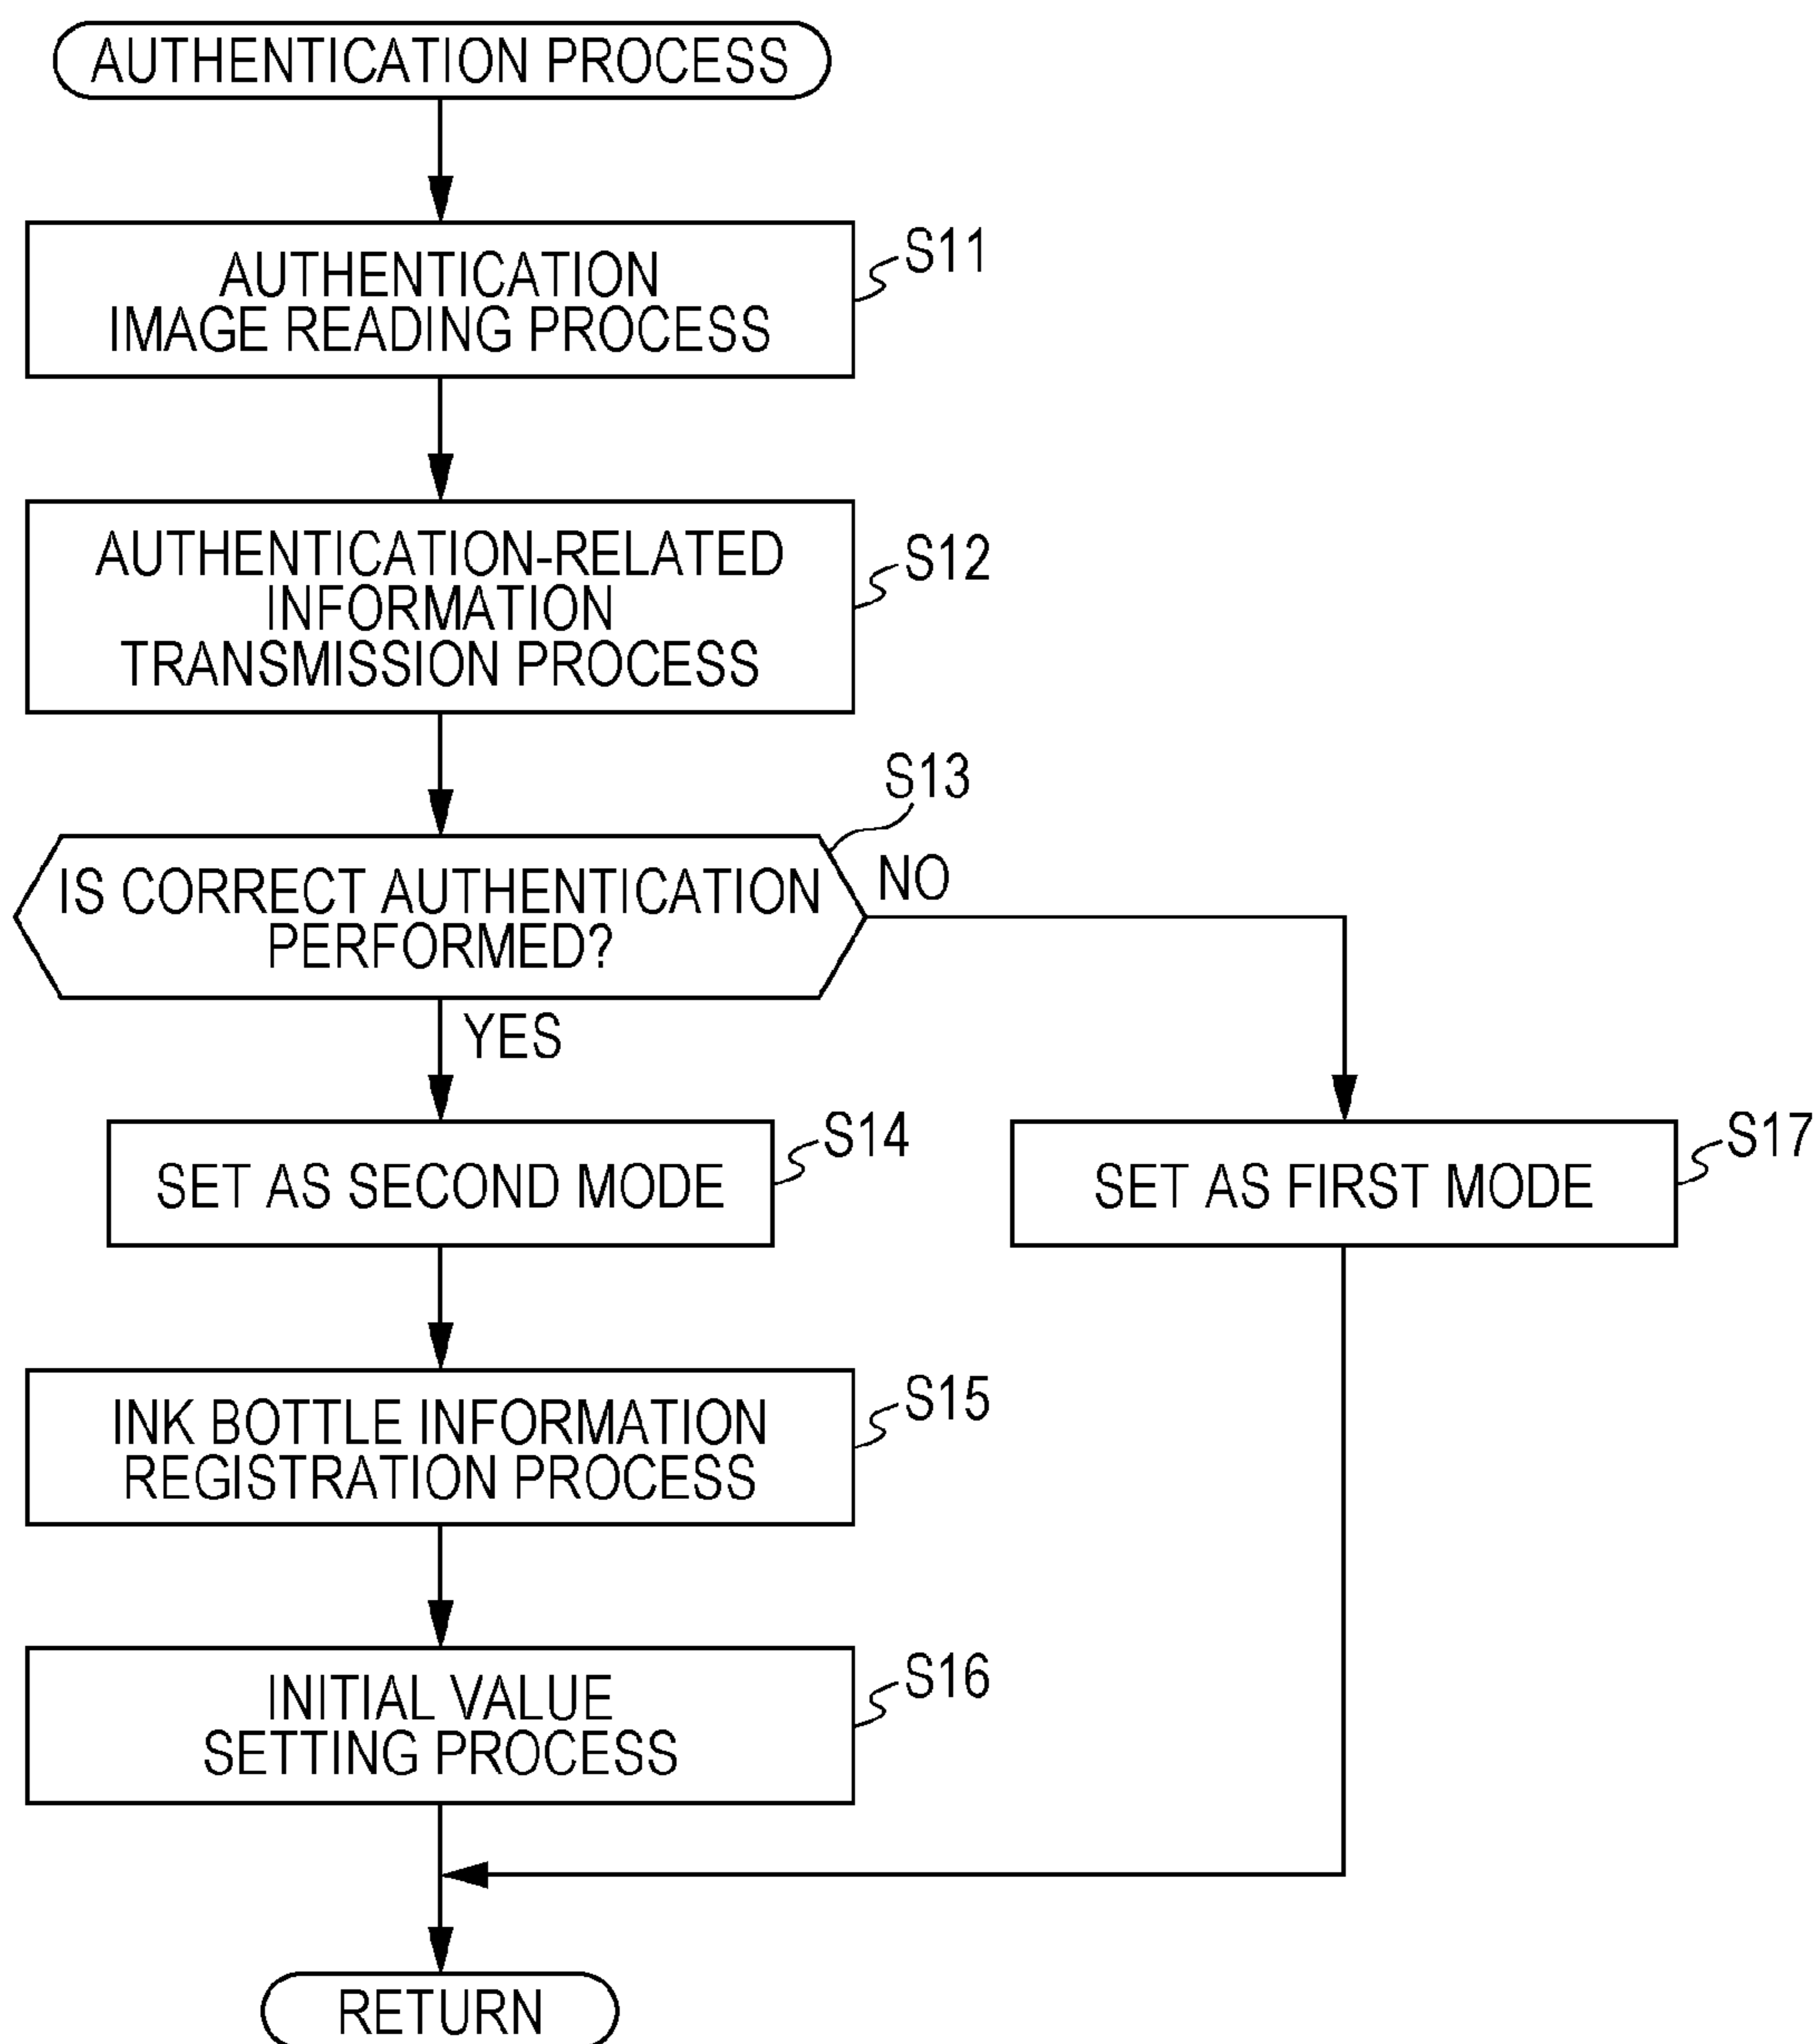 AUTHENTICATION PROCESS
AUTHENTICATION
IMAGE READING PROCESS
S11
AUTHENTICATION-RELATED
INFORMATION
TRANSMISSION PROCESS
S12
S13
IS CORRECT AUTHENTICATION
PERFORMED?
NO
YES
SET AS SECOND MODE
S14
SET AS FIRST MODE
S17
INK BOTTLE INFORMATION
REGISTRATION PROCESS
S15
INITIAL VALUE
SETTING PROCESS
S16
RETURN